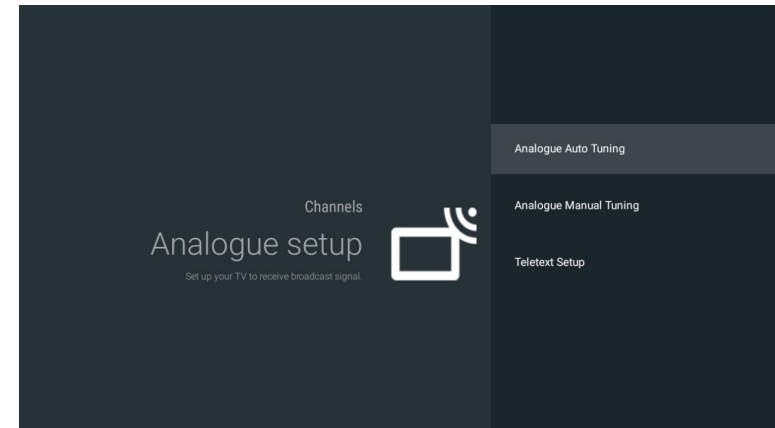 Channels
Analogue setup
Set up your TV to receive broadcast signal.
Analogue Auto Tuning
Analogue Manual Tuning
Teletext Setup